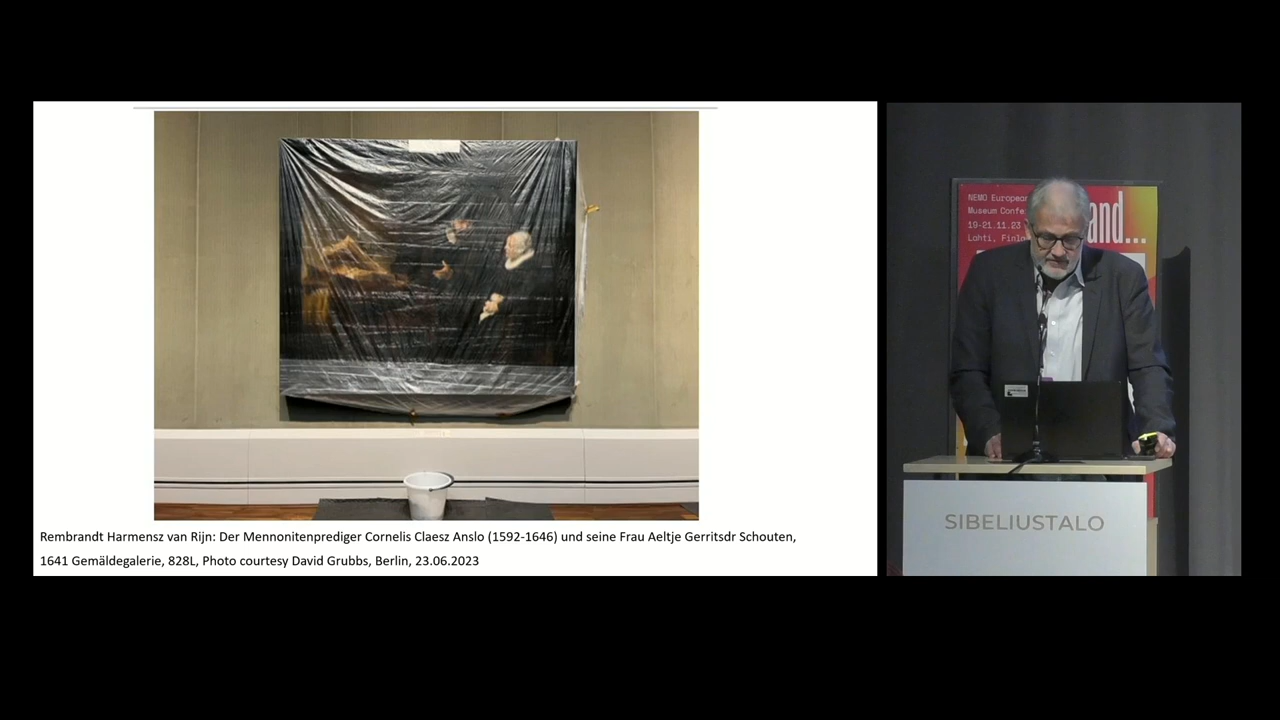 Rembrandt Harmensz van Rijn: Der Mennonitenprediger Cornelis Claesz Anslo (1592-1646) und seine Frau Aeltje Gerritsdr Schouten,
1641 Gemäldegalerie, 828L, Photo courtesy David Grubbs, Berlin, 23.06.2023
NEMO European
Museum Confe
19-21.11.23
Lahti, Finla
and...
SIBELIUSTALO